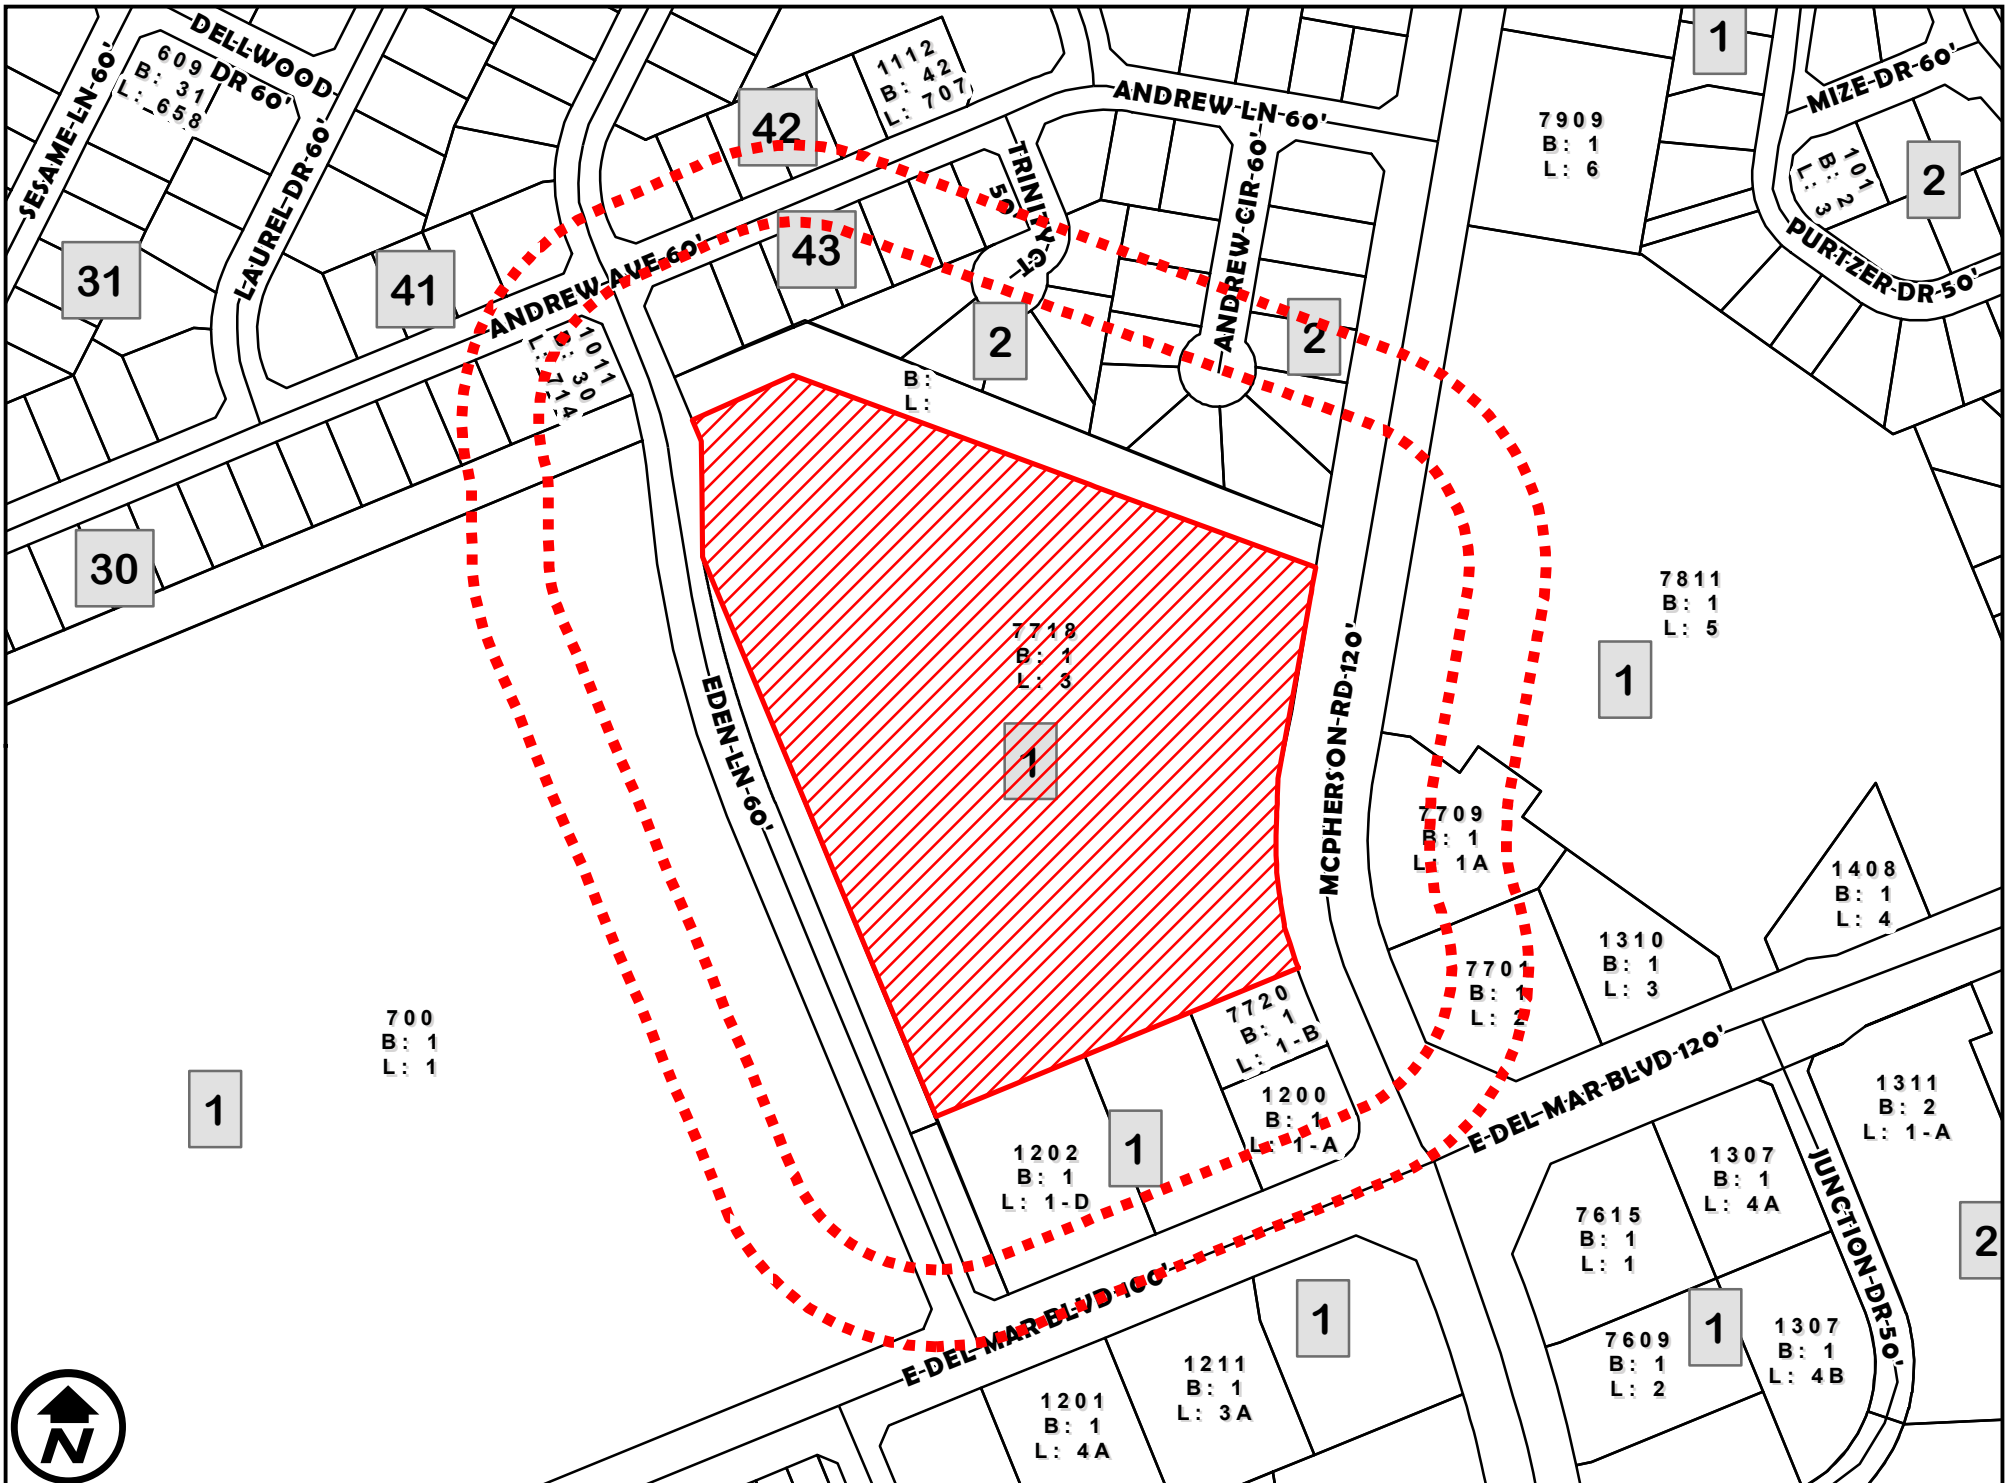 DELLWOOD
DR 60'
SESAME-LN-60'
609
B: 31
L: 658
LAUREL-DR-60'
42
1112
B: 42
L: 707
ANDREW-LN-60'
1
MIZE-DR-60'
7909
B: 1
L: 6
101
B: 2
L: 3
2
PURTZER-DR-50'
TRINITY-CT-
50'
ANDREW-CIR-60'
31
41
43
ANDREW-AVE-60'
1011
B: 30
L: 714
2
2
B:
L:
30
7718
B: 1
L: 3
1
7811
B: 1
L: 5
1
EDEN-LN-60'
MCPHERSON-RD-120'
7709
B: 1
L: 1A
1408
B: 1
L: 4
1310
B: 1
L: 3
7701
B: 1
L: 2
700
B: 1
L: 1
1
7720
B: 1
L: 1-B
1200
B: 1
L: 1-A
1202
B: 1
L: 1-D
1
E-DEL-MAR-BLVD-120'
1311
B: 2
L: 1-A
1307
B: 1
L: 4A
JUNCTION-DR-50'
7615
B: 1
L: 1
2
E-DEL-MAR-BLVD-100'
1
1
7609
B: 1
L: 2
1307
B: 1
L: 4B
1211
B: 1
L: 3A
1201
B: 1
L: 4A
N